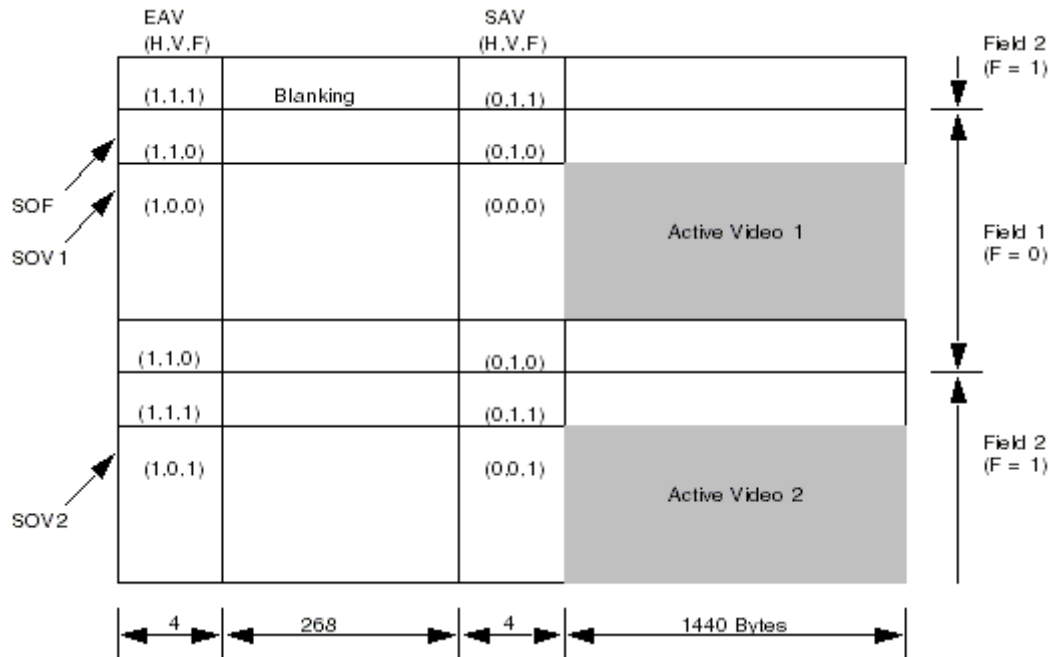 EAV
(H,V,F)
SAV
(H,V,F)
Field 2
(F = 1)
(1,1,1)
Blanking
(0,1,1)
(1,1,0)
(0,1,0)
SOF
(1,0,0)
(0,0,0)
Active Video 1
Field 1
(F = 0)
SOV1
(1,1,0)
(0,1,0)
(1,1,1)
(0,1,1)
Field 2
(F = 1)
(1,0,1)
(0,0,1)
Active Video 2
SOV2
4
268
4
1440 Bytes